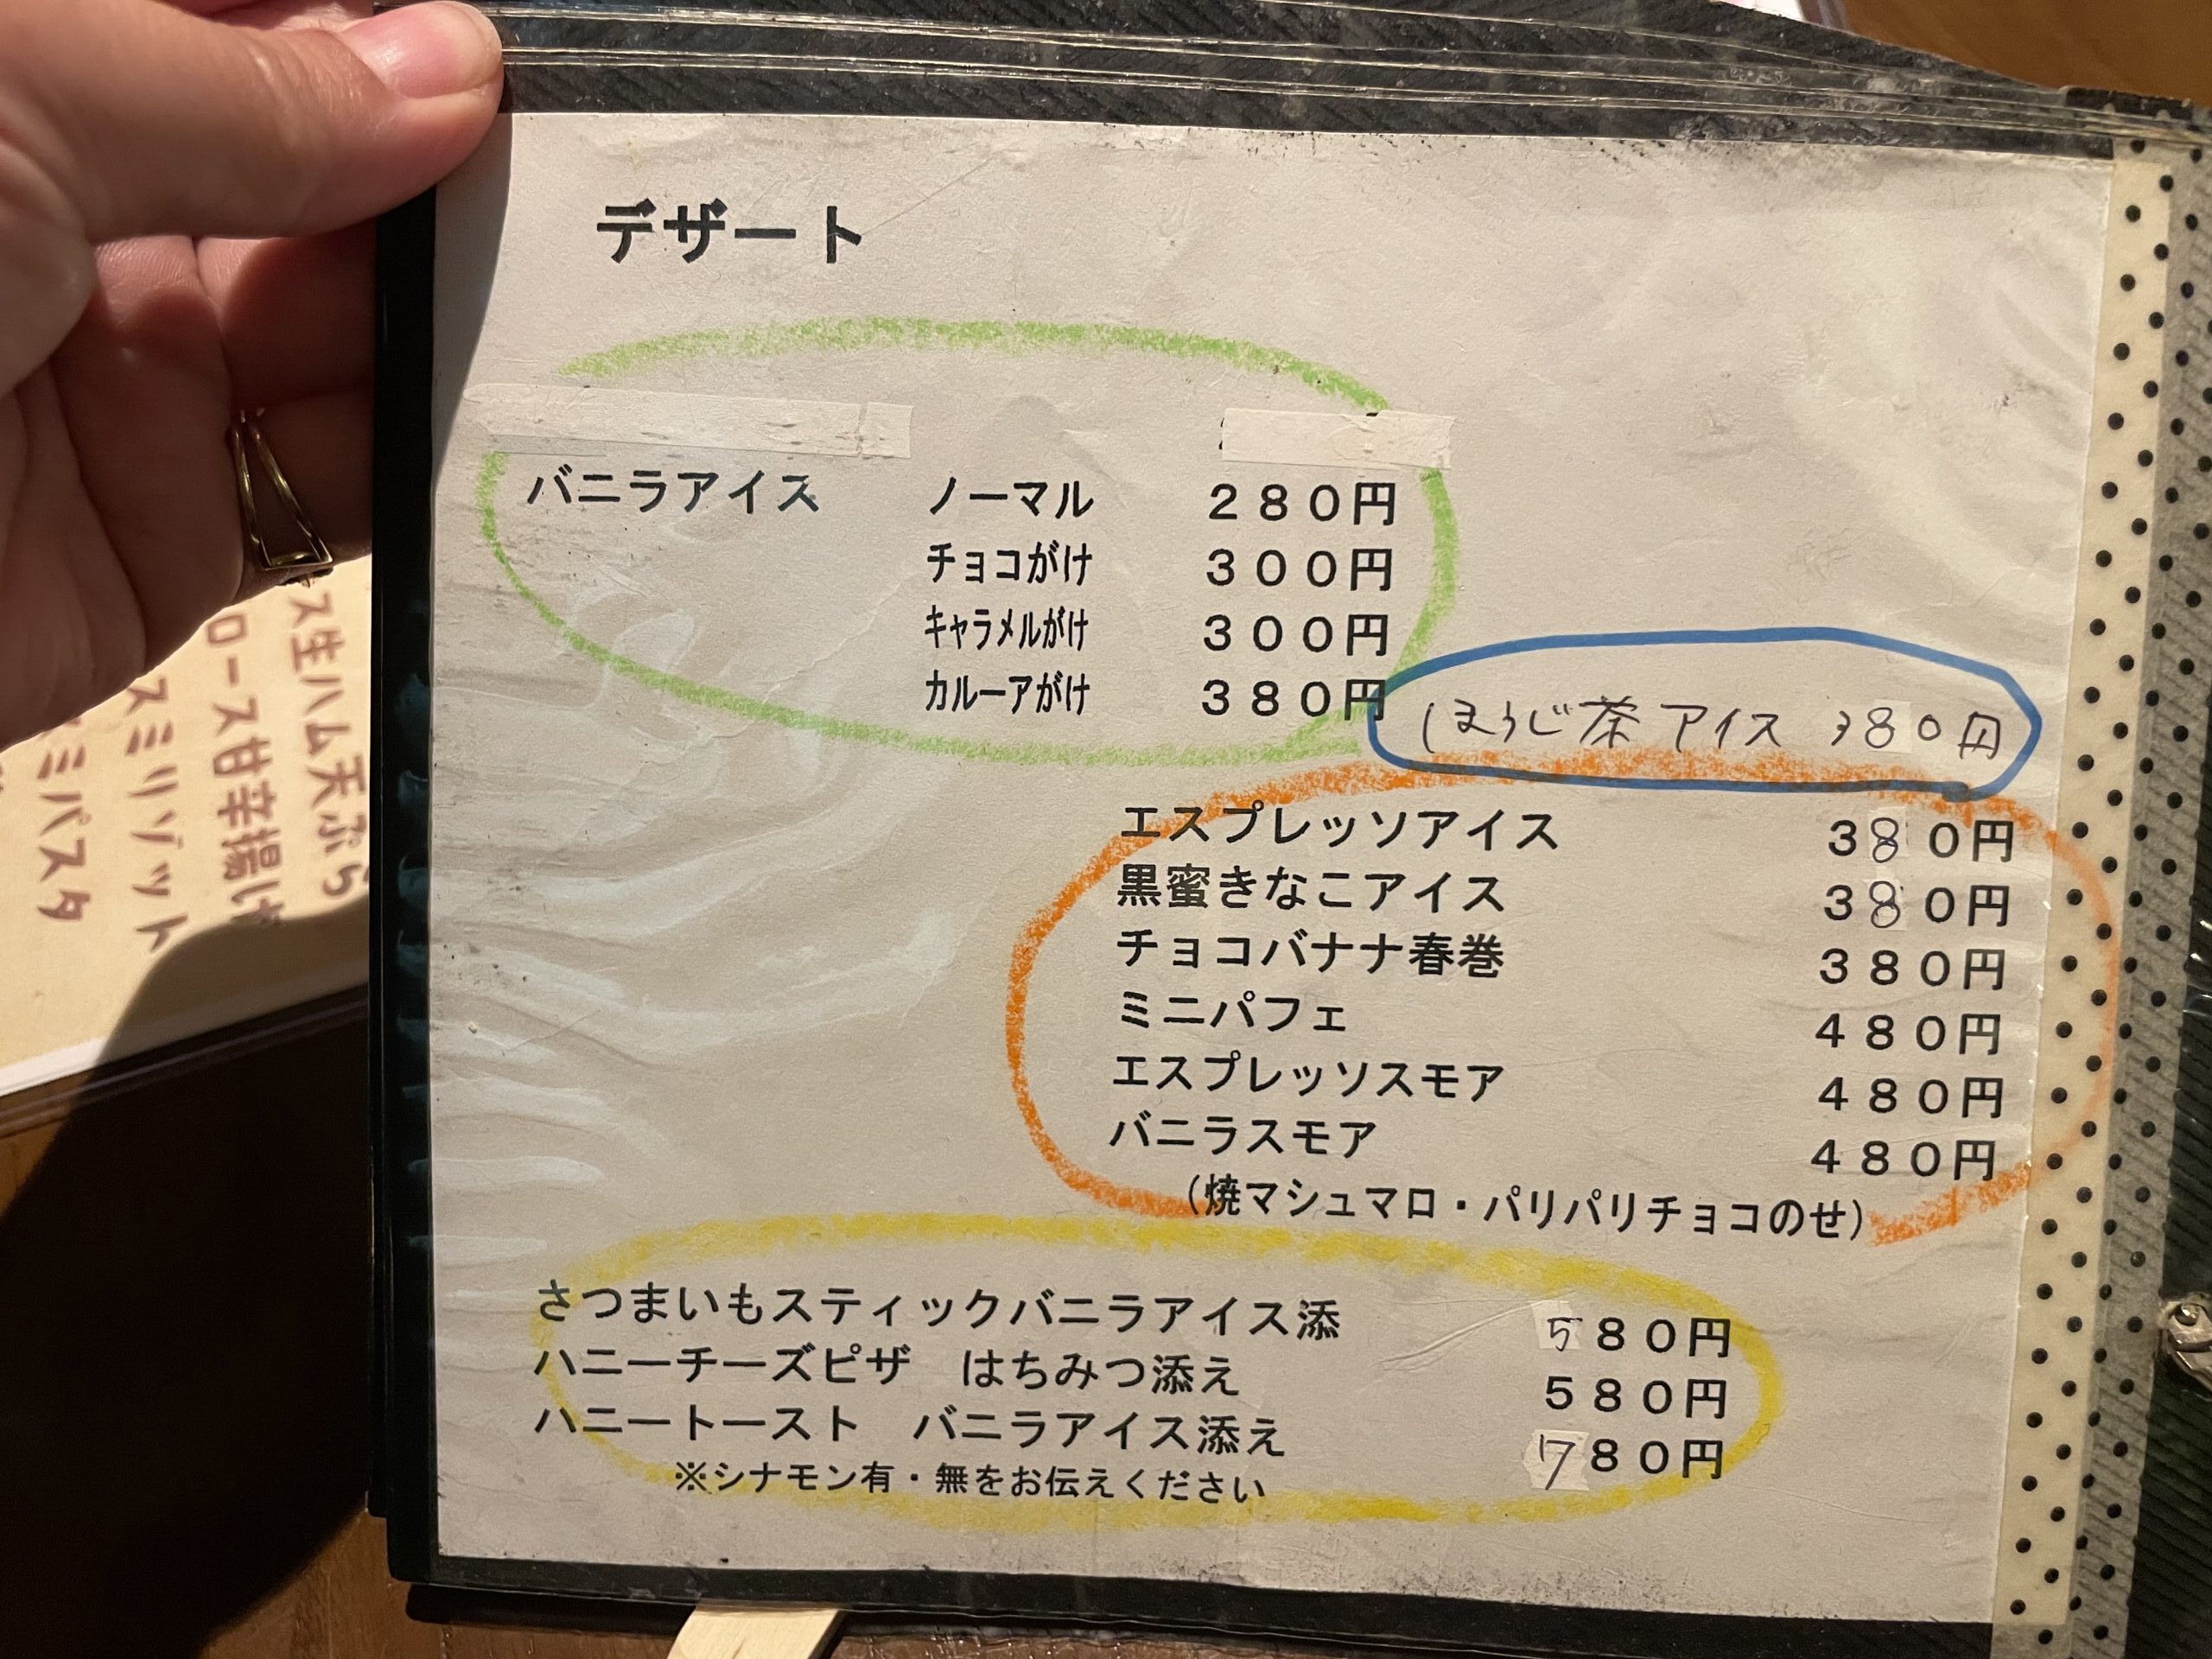 デザート
バニラアイス ノーマル 280円
チョコがけ 300円
キャラメルがけ 300円
カルーアがけ 380円
ほうじ茶アイス 380円
エスプレッソアイス 380円
黒蜜きなこアイス 380円
チョコバナナ春巻 380円
ミニパフェ 480円
エスプレッソスモア 480円
バニラスモア 480円
(焼マシュマロ・パリパリチョコのせ)
さつまいもスティックバニラアイス添 580円
ハニーチーズピザ はちみつ添え 580円
ハニートースト バニラアイス添え 780円
※シナモン有・無をお伝えください
ス生ハム天ぷら
ロース甘辛揚げ
スミリゾット
スミパスタ